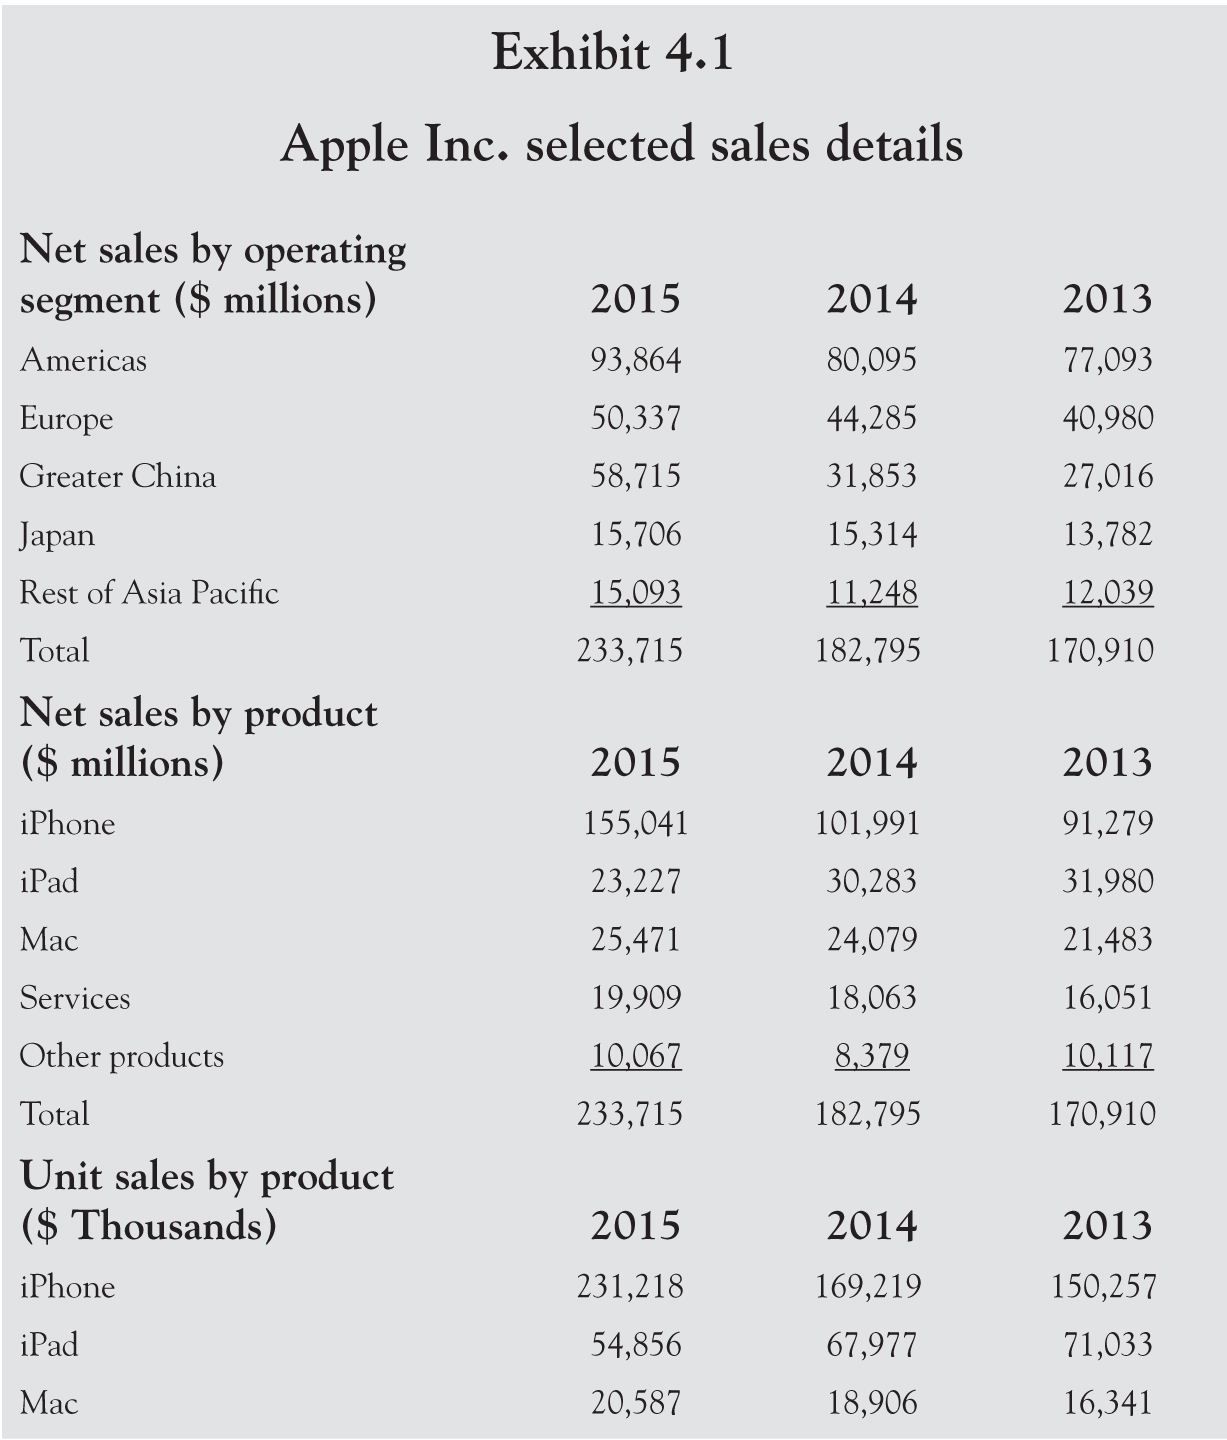 Exhibit 4.1
Apple Inc. selected sales details
Net sales by operating
segment ($ millions) 2015 2014 2013
Americas 93,864 80,095 77,093
Europe 50,337 44,285 40,980
Greater China 58,715 31,853 27,016
Japan 15,706 15,314 13,782
Rest of Asia Pacific 15,093 11,248 12,039
Total 233,715 182,795 170,910
Net sales by product
($ millions) 2015 2014 2013
iPhone 155,041 101,991 91,279
iPad 23,227 30,283 31,980
Mac 25,471 24,079 21,483
Services 19,909 18,063 16,051
Other products 10,067 8,379 10,117
Total 233,715 182,795 170,910
Unit sales by product
($ Thousands) 2015 2014 2013
iPhone 231,218 169,219 150,257
iPad 54,856 67,977 71,033
Mac 20,587 18,906 16,341